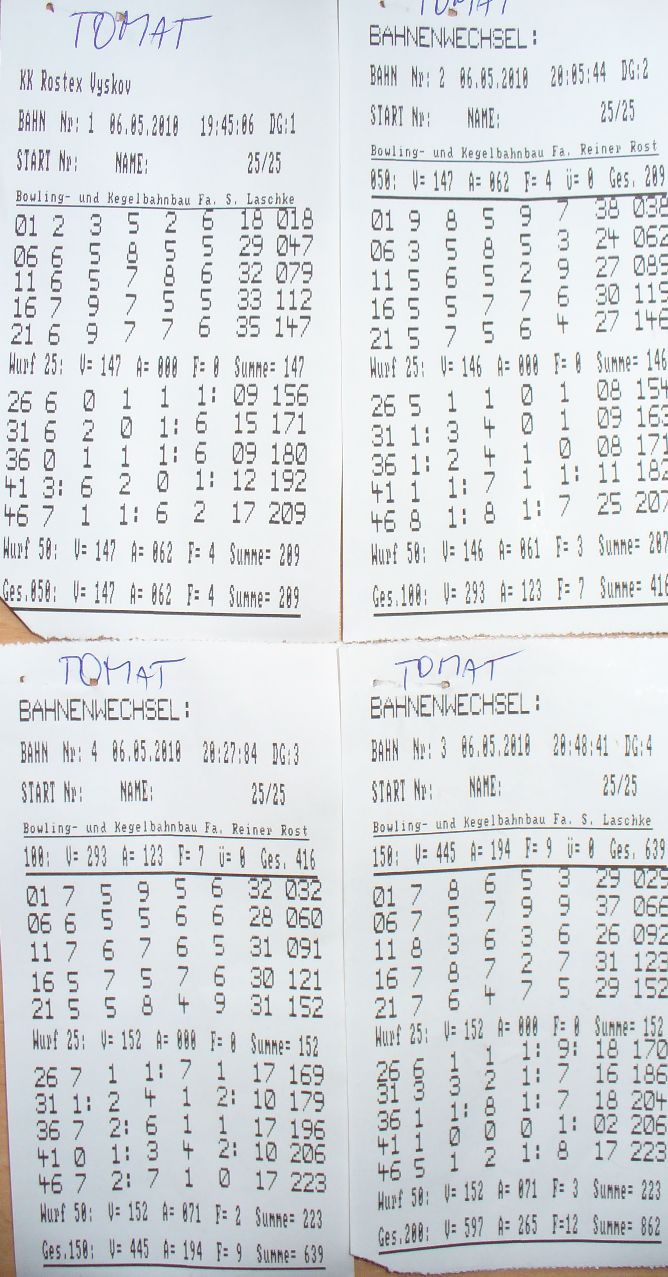 TOMAT
KK Rostex Vyskov
BAHN Nr: 1 06.05.2010 19:45:06 DG:1
START Nr: NAME: 25/25
Bowling- und Kegelbahnbau Fa. S. Laschke
01 2 3 5 2 6 18 018
06 6 5 8 5 5 29 047
11 6 5 7 8 6 32 079
16 7 9 7 5 5 33 112
21 6 9 7 7 6 35 147
Wurf 25: V= 147 A= 000 F= 0 Summe= 147
26 6 0 1 1 1: 09 156
31 6 2 0 1: 6 15 171
36 0 1 1 1: 6 09 180
41 3: 6 2 0 1: 12 192
46 7 1 1: 6 2 17 209
Wurf 50: V= 147 A= 062 F= 4 Summe= 209
Ges.050: V= 147 A= 062 F= 4 Summe= 209
TOMAT
BAHNENWECHSEL:
BAHN Nr: 2 06.05.2010 20:05:44 DG:2
START Nr: NAME: 25/25
Bowling- und Kegelbahnbau Fa. Reiner Rost
050: V= 147 A= 062 F= 4 ü= 0 Ges. 209
01 9 8 5 9 7 38 038
06 3 5 8 5 3 24 062
11 5 6 5 2 9 27 089
16 5 5 7 7 6 30 119
21 5 7 5 6 4 27 146
Wurf 25: V= 146 A= 000 F= 0 Summe= 146
26 5 1 1 0 1 08 154
31 1: 3 4 0 1 09 163
36 1: 2 4 1 0 08 171
41 1 1: 7 1 1: 11 182
46 8 1: 8 1: 7 25 207
Wurf 50: V= 146 A= 061 F= 3 Summe= 207
Ges.100: V= 293 A= 123 F= 7 Summe= 416
TOMAT
BAHNENWECHSEL:
BAHN Nr: 4 06.05.2010 20:27:04 DG:3
START Nr: NAME: 25/25
Bowling- und Kegelbahnbau Fa. Reiner Rost
100: V= 293 A= 123 F= 7 ü= 0 Ges. 416
01 7 5 9 5 6 32 032
06 6 5 5 6 6 28 060
11 7 6 7 6 5 31 091
16 5 7 5 7 6 30 121
21 5 5 8 4 9 31 152
Wurf 25: V= 152 A= 000 F= 0 Summe= 152
26 7 1 1: 7 1 17 169
31 1: 2 4 1 2: 10 179
36 7 2: 6 1 1 17 196
41 0 1: 3 4 2: 10 206
46 7 2: 7 1 0 17 223
Wurf 50: V= 152 A= 071 F= 2 Summe= 223
Ges.150: V= 445 A= 194 F= 9 Summe= 639
TOMAT
BAHNENWECHSEL:
BAHN Nr: 3 06.05.2010 20:48:41 DG:4
START Nr: NAME: 25/25
Bowling- und Kegelbahnbau Fa. S. Laschke
150: V= 445 A= 194 F= 9 ü= 0 Ges. 639
01 7 8 6 5 3 29 029
06 7 5 7 9 9 37 066
11 8 3 6 3 6 26 092
16 7 8 7 2 7 31 123
21 7 6 4 7 5 29 152
Wurf 25: V= 152 A= 000 F= 0 Summe= 152
26 6 1 1 1: 9: 18 170
31 3 3 2 1: 7 16 186
36 1 1: 8 1: 7 18 204
41 1 0 0 0 1: 02 206
46 5 1 2 1: 8 17 223
Wurf 50: V= 152 A= 071 F= 3 Summe= 223
Ges.200: V= 597 A= 265 F=12 Summe= 862